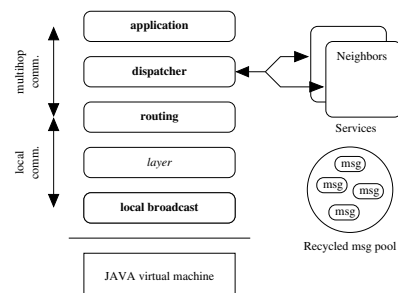 application
dispatcher
routing
layer
local broadcast
JAVA virtual machine
multihop
comm.
local
comm.
Neighbors
Services
msg
msg
msg
msg
Recycled msg pool